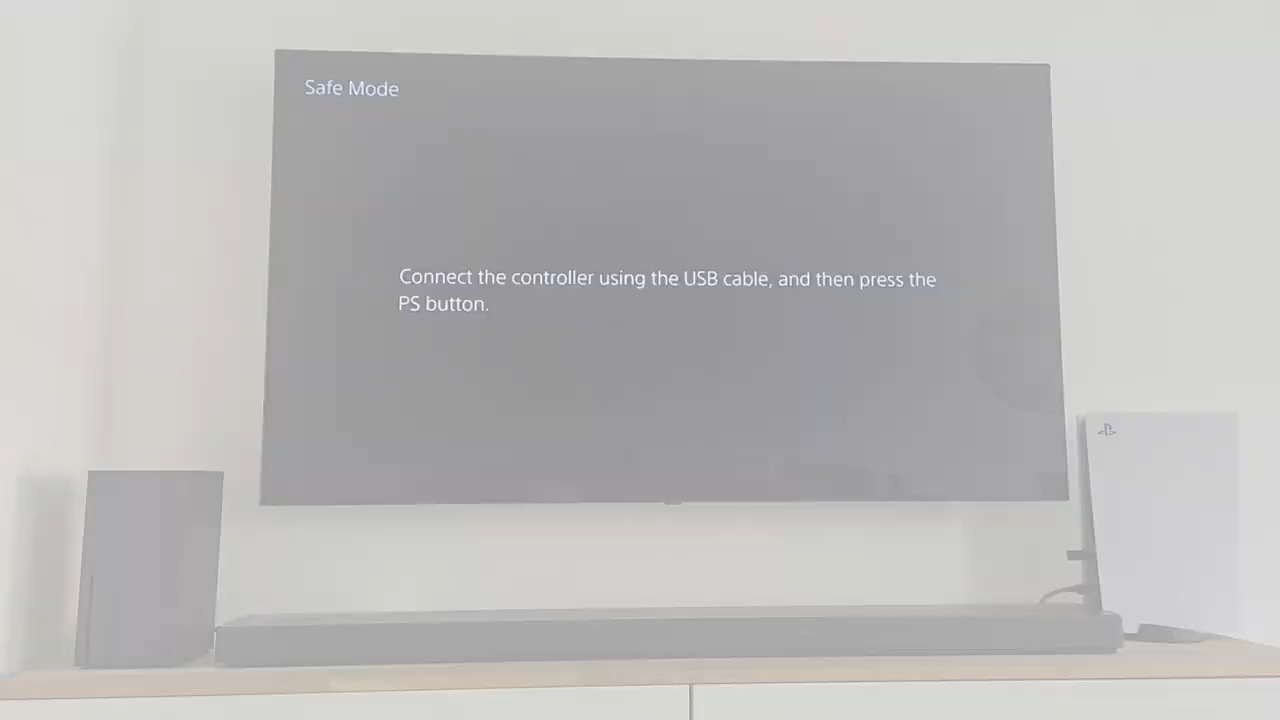 Safe Mode
Connect the controller using the USB cable, and then press the
PS button.